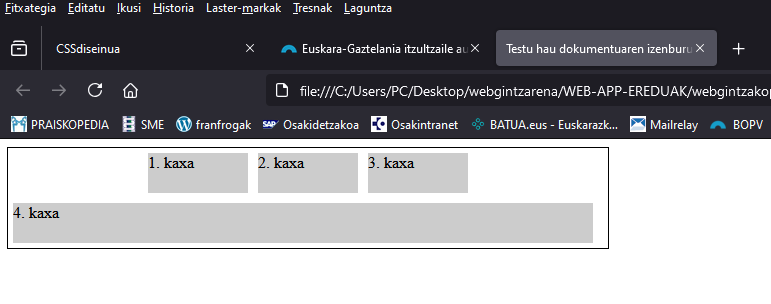 Fitxategia Editatu Ikusi Historia Laster-markak Tresnak Laguntza
CSSdiseinua Euskara-Gaztelania itzultzaile au Testu hau dokumentuaren izenburu
file:///C:/Users/PC/Desktop/webgintzarena/WEB-APP-EREDUAK/webgintzakop
PRAISKOPEDIA SME franfrogak SAP Osakidetzakoa Osakintranet BATUA.eus - Euskarazk... Mailrelay BOPV
1. kaxa 2. kaxa 3. kaxa
4. kaxa